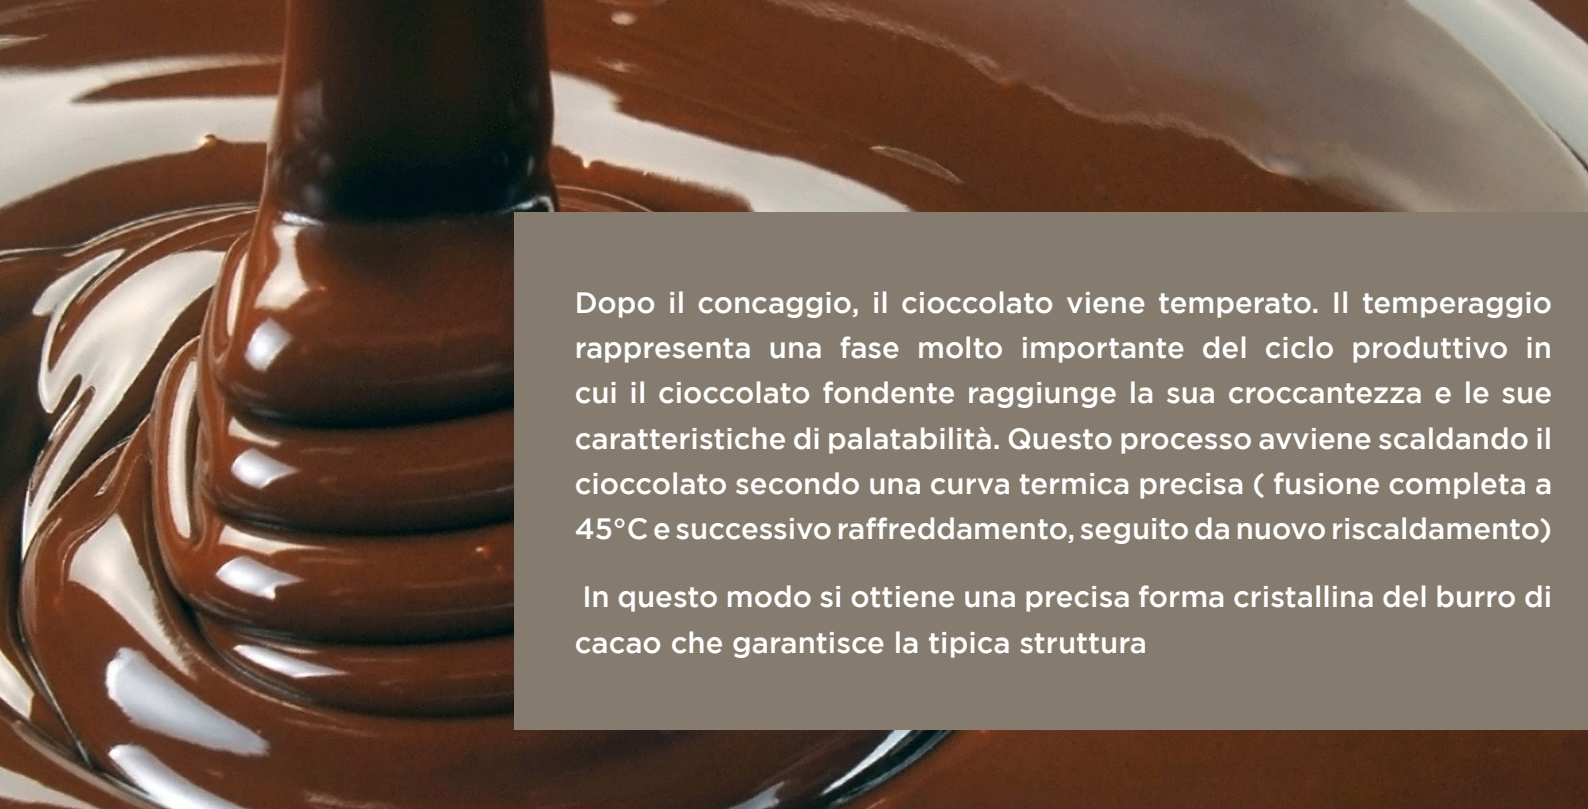 Dopo il concaggio, il cioccolato viene temperato. Il temperaggio
rappresenta una fase molto importante del ciclo produttivo in
cui il cioccolato fondente raggiunge la sua croccantezza e le sue
caratteristiche di palatabilità. Questo processo avviene scaldando il
cioccolato secondo una curva termica precisa ( fusione completa a
45°C e successivo raffreddamento, seguito da nuovo riscaldamento)
In questo modo si ottiene una precisa forma cristallina del burro di
cacao che garantisce la tipica struttura